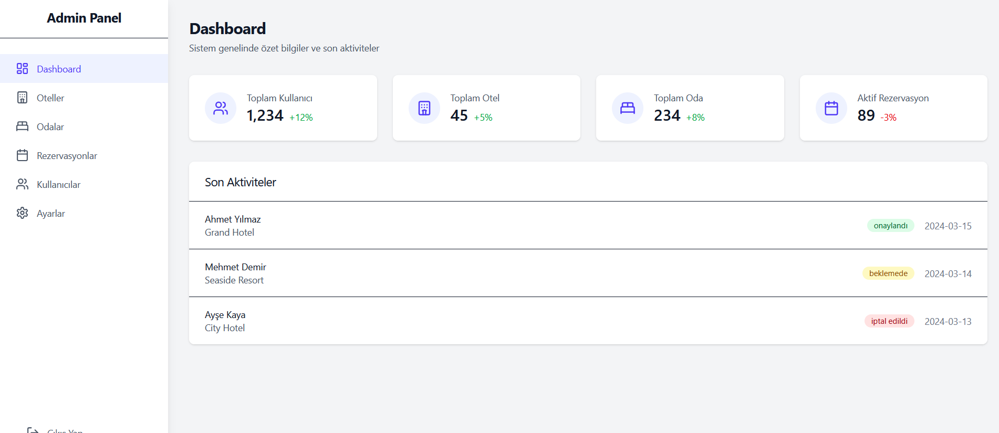 Admin Panel
Dashboard
Oteller
Odalar
Rezervasyonlar
Kullanıcılar
Ayarlar
Çıkış Yap
Dashboard
Sistem genelinde özet bilgiler ve son aktiviteler
Toplam Kullanıcı
1,234 +12%
Toplam Otel
45 +5%
Toplam Oda
234 +8%
Aktif Rezervasyon
89 -3%
Son Aktiviteler
Ahmet Yılmaz
Grand Hotel
onaylandı 2024-03-15
Mehmet Demir
Seaside Resort
beklemede 2024-03-14
Ayşe Kaya
City Hotel
iptal edildi 2024-03-13